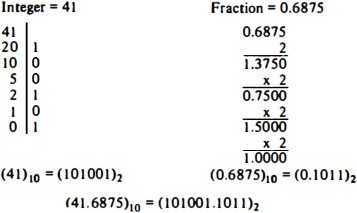 Integer = 41
41
20 1
10 0
5 0
2 1
1 0
0 1
Fraction = 0.6875
0.6875
2
1.3750
x 2
0.7500
x 2
1.5000
x 2
1.0000
(41)₁₀ = (101001)₂
(0.6875)₁₀ = (0.1011)₂
(41.6875)₁₀ = (101001.1011)₂